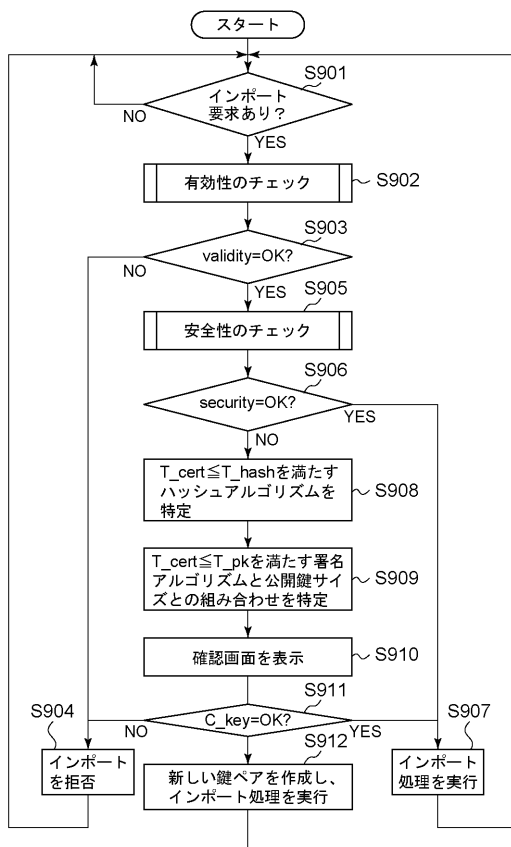 スタート
S901
インポート
要求あり？
NO
YES
有効性のチェック
S902
S903
validity=OK?
NO
YES
S905
安全性のチェック
S906
security=OK?
YES
NO
T_cert≦T_hashを満たす
ハッシュアルゴリズムを
特定
S908
T_cert≦T_pkを満たす署名
アルゴリズムと公開鍵サイ
ズとの組み合わせを特定
S909
確認画面を表示
S910
S911
C_key=OK?
NO
YES
S904
インポート
を拒否
S912
新しい鍵ペアを作成し、
インポート処理を実行
S907
インポート
処理を実行